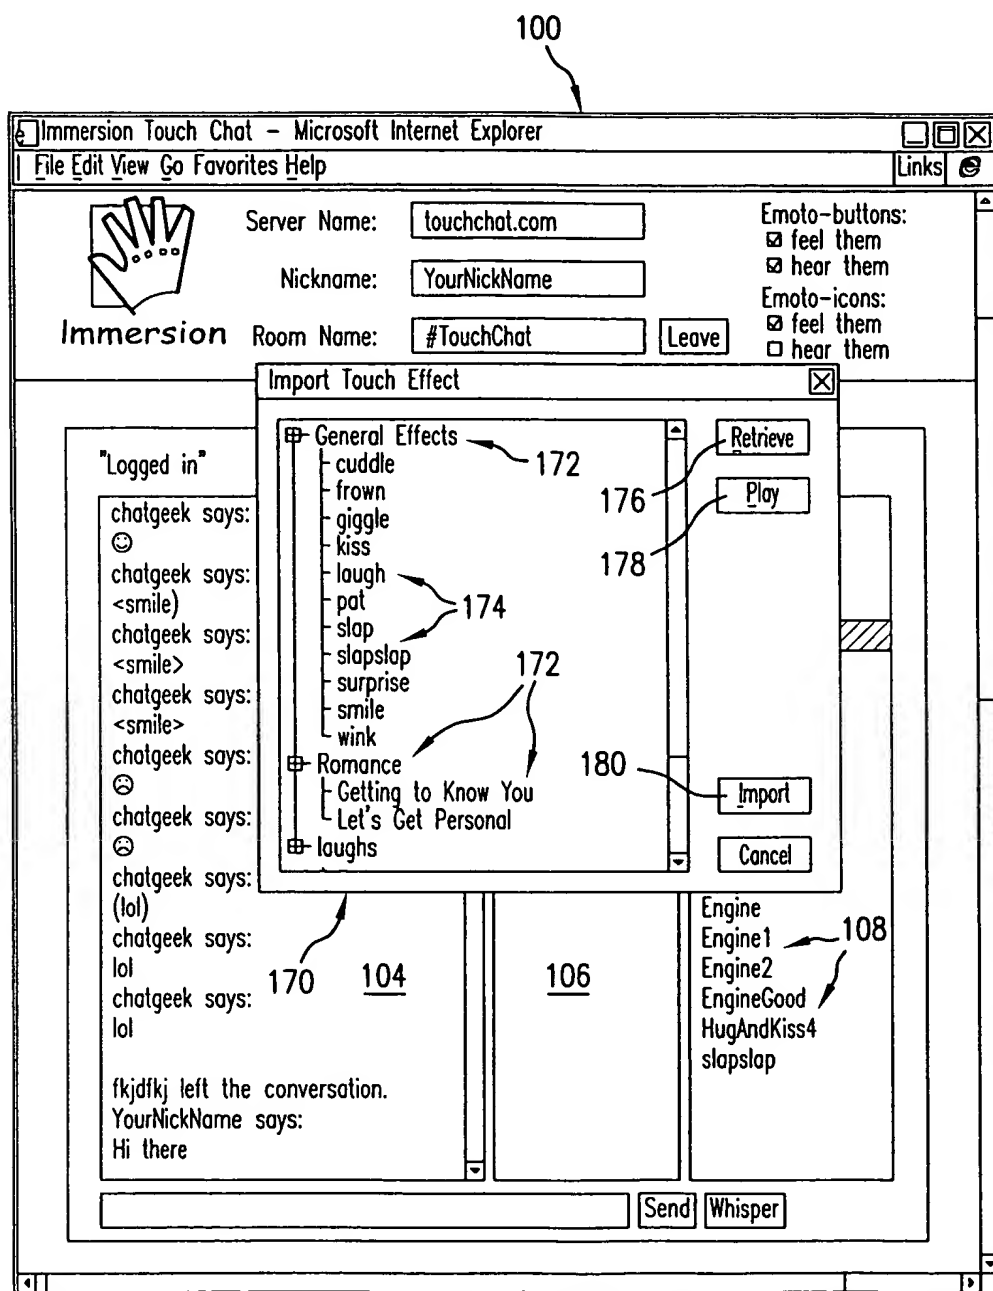 100
Immersion Touch Chat – Microsoft Internet Explorer
File Edit View Go Favorites Help
Links
Server Name: touchchat.com
Nickname: YourNickName
Room Name: #TouchChat
Leave
Immersion
Emoto-buttons:
feel them
hear them
Emoto-icons:
feel them
hear them
Import Touch Effect
General Effects
cuddle
frown
giggle
kiss
laugh
pat
slap
slapslap
surprise
smile
wink
Romance
Getting to Know You
Let's Get Personal
laughs
172
174
172
Retrieve
176
Play
178
180
Import
Cancel
"Logged in"
chatgeek says:
chatgeek says:
<smile)
chatgeek says:
<smile>
chatgeek says:
<smile>
chatgeek says:
chatgeek says:
chatgeek says:
(lol)
chatgeek says:
lol
chatgeek says:
lol
fkjdfkj left the conversation.
YourNickName says:
Hi there
170
104
106
Engine
Engine1
Engine2
EngineGood
HugAndKiss4
slapslap
108
Send
Whisper